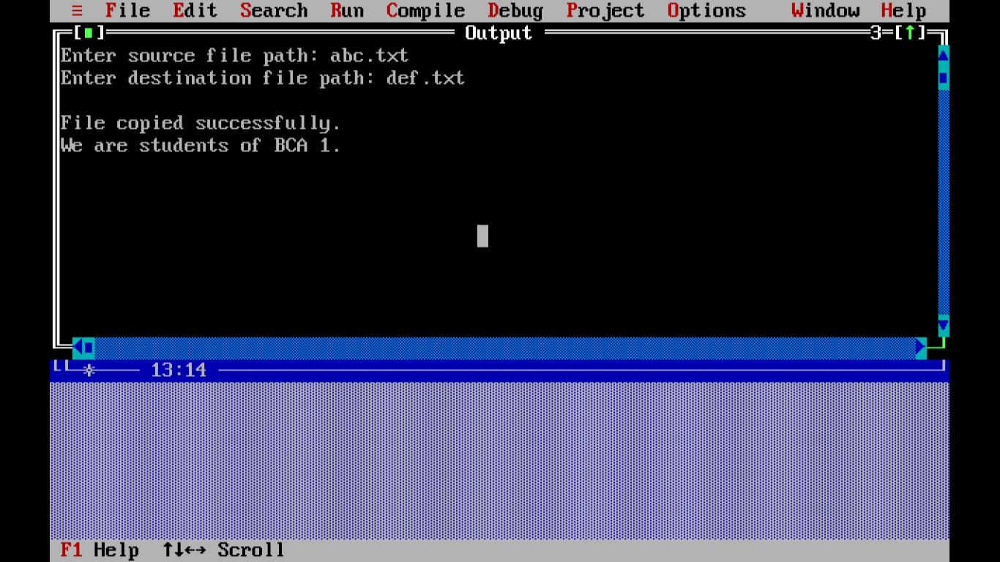 ≡ File Edit Search Run Compile Debug Project Options Window Help
[■] Output 3=[↑]
Enter source file path: abc.txt
Enter destination file path: def.txt
File copied successfully.
We are students of BCA 1.
13:14
F1 Help ↑↓↔ Scroll